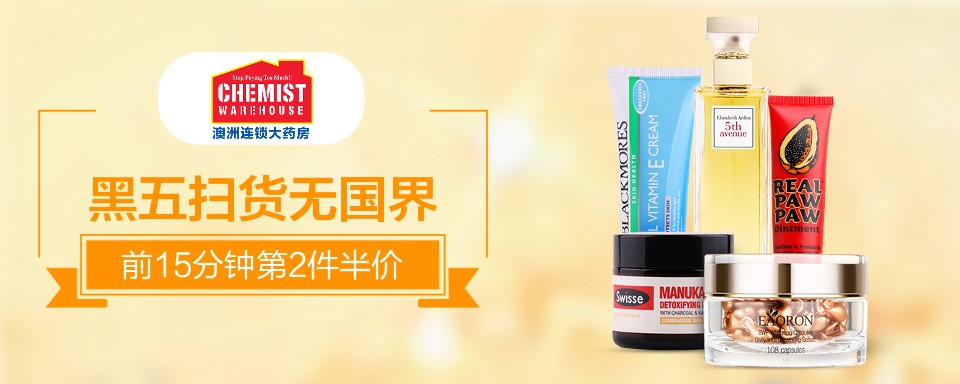 Stop Paying Too Much!!
CHEMIST
WAREHOUSE
澳洲连锁大药房
黑五扫货无国界
前15分钟第2件半价
BLACKMORES
SKIN HEALTH
VITAMIN E CREAM
Elizabeth Arden
5th
avenue
REAL
PAW
PAW
Ointment
Swisse
MANUKA
DETOXIFYING
WITH CHARCOAL & KA
EAORON
108 capsules